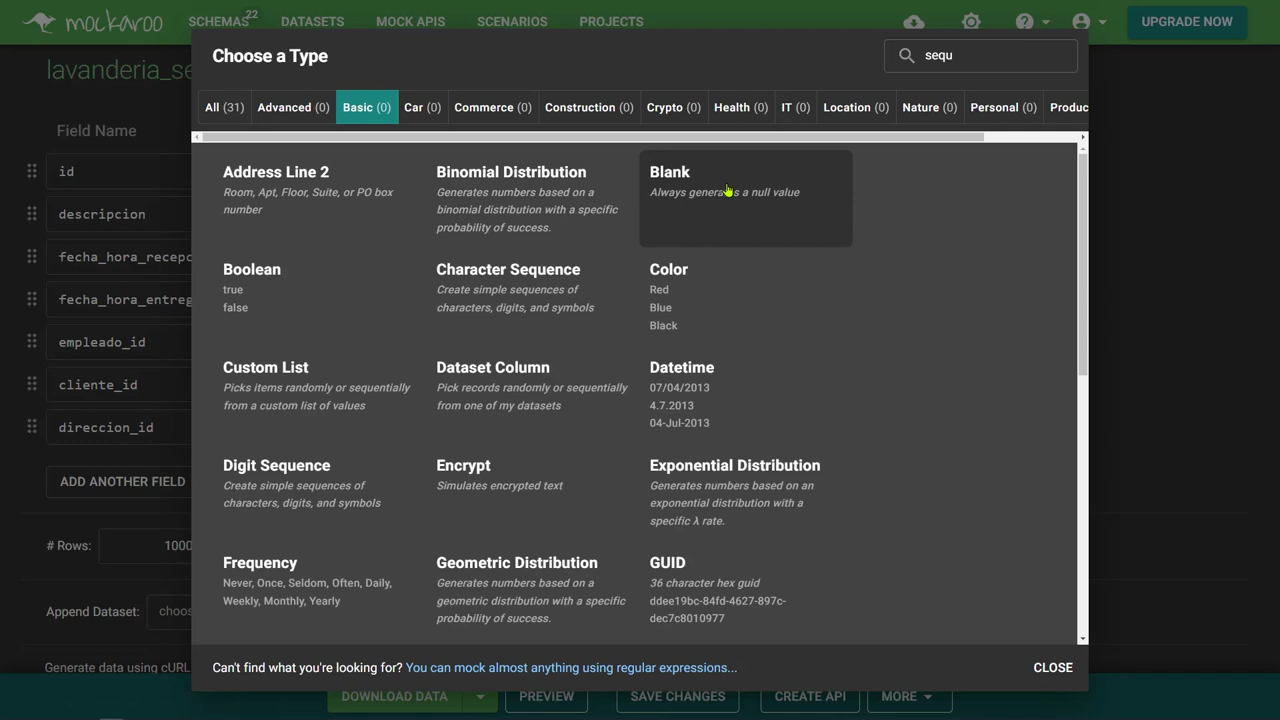 mockaroo SCHEMAS 22 DATASETS MOCK APIS SCENARIOS PROJECTS UPGRADE NOW
Choose a Type sequ
lavanderia_se
All (31) Advanced (0) Basic (0) Car (0) Commerce (0) Construction (0) Crypto (0) Health (0) IT (0) Location (0) Nature (0) Personal (0) Produc
Field Name
id
descripcion
fecha_hora_recepc
fecha_hora_entreg
empleado_id
cliente_id
direccion_id
ADD ANOTHER FIELD
# Rows: 1000
Append Dataset: choos
Generate data using cURL
Address Line 2
Room, Apt, Floor, Suite, or PO box
number
Binomial Distribution
Generates numbers based on a
binomial distribution with a specific
probability of success.
Blank
Always generates a null value
Boolean
true
false
Character Sequence
Create simple sequences of
characters, digits, and symbols
Color
Red
Blue
Black
Custom List
Picks items randomly or sequentially
from a custom list of values
Dataset Column
Pick records randomly or sequentially
from one of my datasets
Datetime
07/04/2013
4.7.2013
04-Jul-2013
Digit Sequence
Create simple sequences of
characters, digits, and symbols
Encrypt
Simulates encrypted text
Exponential Distribution
Generates numbers based on an
exponential distribution with a
specific λ rate.
Frequency
Never, Once, Seldom, Often, Daily,
Weekly, Monthly, Yearly
Geometric Distribution
Generates numbers based on a
geometric distribution with a specific
probability of success.
GUID
36 character hex guid
ddee19bc-84fd-4627-897c-
dec7c8010977
Can't find what you're looking for? You can mock almost anything using regular expressions... CLOSE
DOWNLOAD DATA PREVIEW SAVE CHANGES CREATE API MORE